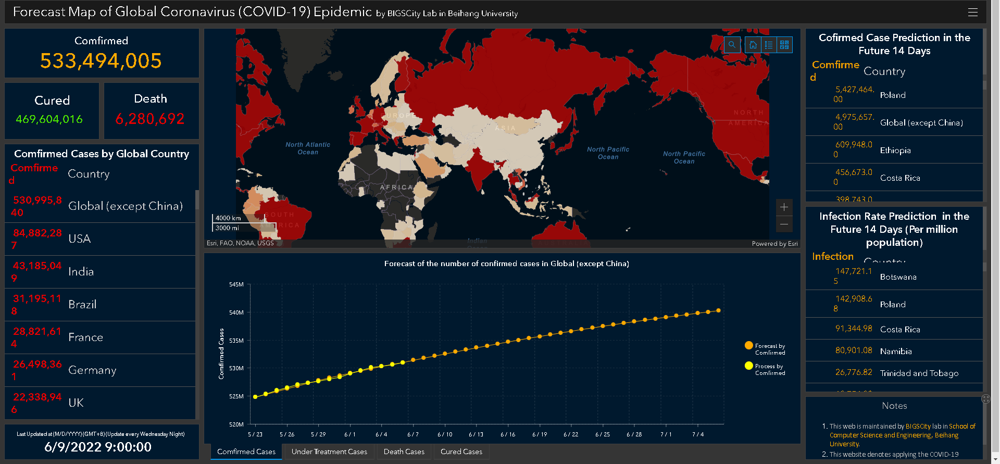 Forecast Map of Global Coronavirus (COVID-19) Epidemic by BIGSCity Lab in Beihang University
Comfirmed
533,494,005
Cured
469,604,016
Death
6,280,692
Comfirmed Cases by Global Country
Comfirme
d
Country
530,995,8
40
Global (except China)
84,882,28
7
USA
43,185,04
9
India
31,195,11
8
Brazil
28,821,61
4
France
26,498,36
1
Germany
22,338,94
6
UK
Last Updated at (M/D/YYYY)(GMT+8)(Update every Wednesday Night)
6/9/2022 9:00:00
EUROPE
ASIA
NORTH
AMERICA
North Atlantic
Ocean
North Pacific
Ocean
North Pacific
Ocean
AFRICA
SOUTH
AMERICA
AUSTRALIA
Indian
Ocean
4000 km
3000 mi
Esri, FAO, NOAA, USGS
Powered by Esri
Forecast of the number of confirmed cases in Global (except China)
545M
540M
535M
530M
525M
520M
Comfirmed Cases
5 / 23
5 / 26
5 / 29
6 / 1
6 / 4
6 / 7
6 / 10
6 / 13
6 / 16
6 / 19
6 / 22
6 / 25
6 / 28
7 / 1
7 / 4
Forecast by
Comfirmed
Process by
Comfirmed
Comfirmed Cases
Under Treatment Cases
Death Cases
Cured Cases
Cofirmed Case Prediction in the
Future 14 Days
Comfirme
d
Country
5,427,464.
00
Poland
4,975,657.
00
Global (except China)
609,948.0
0
Ethiopia
456,673.0
0
Costa Rica
398,743.0
Infection Rate Prediction in the
Future 14 Days (Per million
population)
Infection
Country
147,721.1
5
Botswana
142,908.6
8
Poland
91,344.98
Costa Rica
80,901.08
Namibia
26,776.82
Trinidad and Tobago
Notes
1. This web is maintained by BIGSCity lab in School of
Computer Science and Engineering, Beihang
University.
2. This website denotes applying the COVID-19